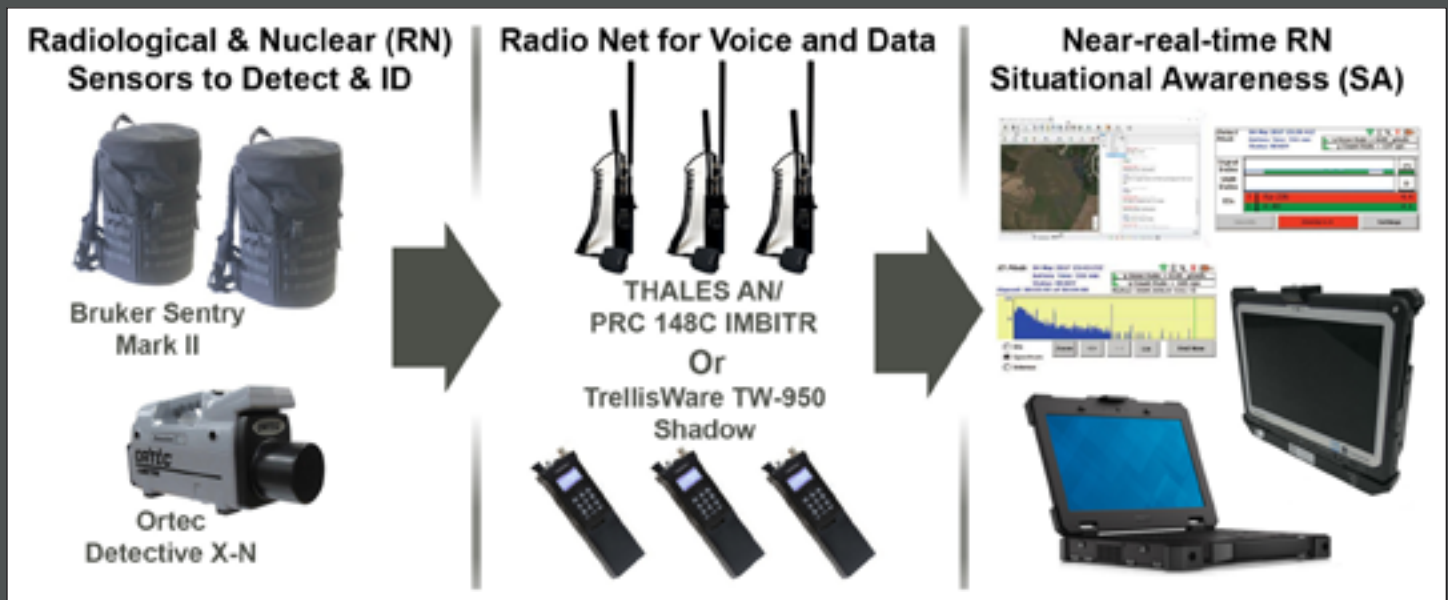 Radiological & Nuclear (RN)
Sensors to Detect & ID
Bruker Sentry
Mark II
ORTEC
Ortec
Detective X-N
Radio Net for Voice and Data
THALES AN/
PRC 148C IMBITR
Or
TrellisWare TW-950
Shadow
Near-real-time RN
Situational Awareness (SA)